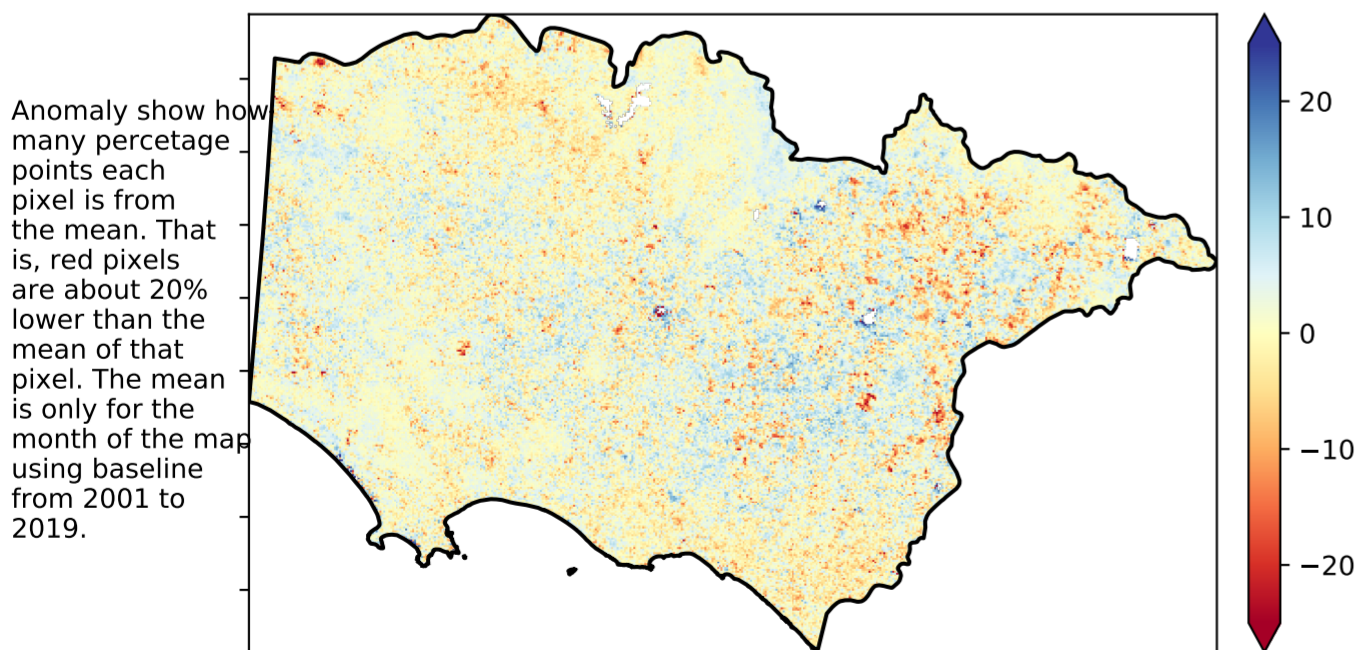 Anomaly show how
many percetage
points each
pixel is from
the mean. That
is, red pixels
are about 20%
lower than the
mean of that
pixel. The mean
is only for the
month of the map
using baseline
from 2001 to
2019.
20
10
0
−10
−20